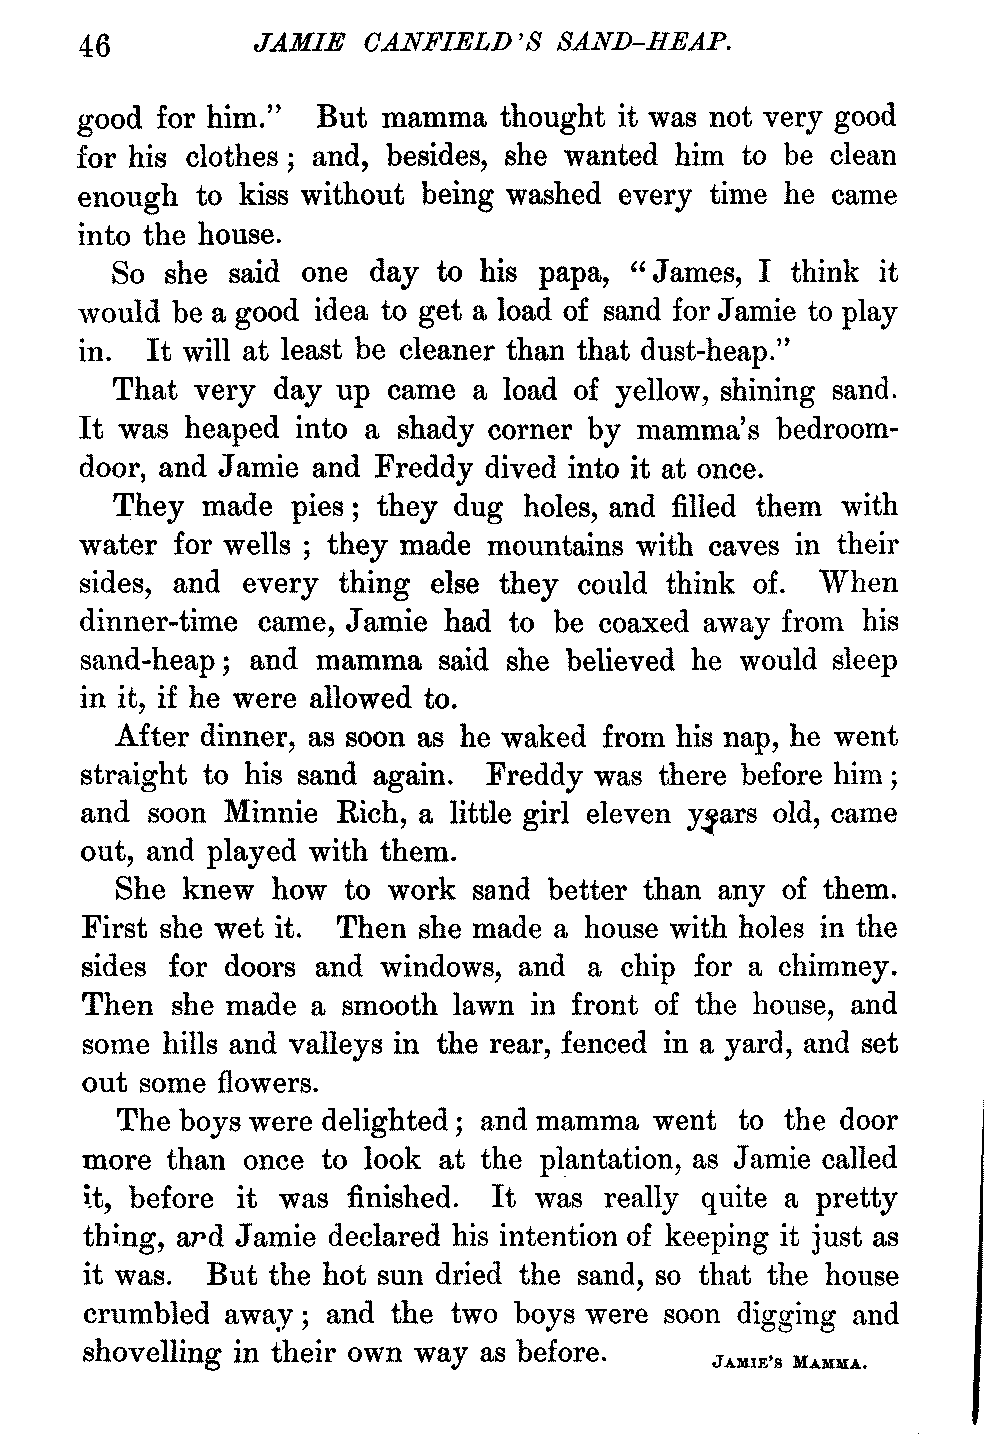 46 JAMIE CANFIELD'S SAND-HEAP.
good for him." But mamma thought it was not very good
for his clothes; and, besides, she wanted him to be clean
enough to kiss without being washed every time he came
into the house.
So she said one day to his papa, "James, I think it
would be a good idea to get a load of sand for Jamie to play
in. It will at least be cleaner than that dust-heap."
That very day up came a load of yellow, shining sand.
It was heaped into a shady corner by mamma's bedroom-
door, and Jamie and Freddy dived into it at once.
They made pies; they dug holes, and filled them with
water for wells; they made mountains with caves in their
sides, and every thing else they could think of. When
dinner-time came, Jamie had to be coaxed away from his
sand-heap; and mamma said she believed he would sleep
in it, if he were allowed to.
After dinner, as soon as he waked from his nap, he went
straight to his sand again. Freddy was there before him;
and soon Minnie Rich, a little girl eleven years old, came
out, and played with them.
She knew how to work sand better than any of them.
First she wet it. Then she made a house with holes in the
sides for doors and windows, and a chip for a chimney.
Then she made a smooth lawn in front of the house, and
some hills and valleys in the rear, fenced in a yard, and set
out some flowers.
The boys were delighted; and mamma went to the door
more than once to look at the plantation, as Jamie called
it, before it was finished. It was really quite a pretty
thing, and Jamie declared his intention of keeping it just as
it was. But the hot sun dried the sand, so that the house
crumbled away; and the two boys were soon digging and
shovelling in their own way as before. JAMIE'S MAMMA.